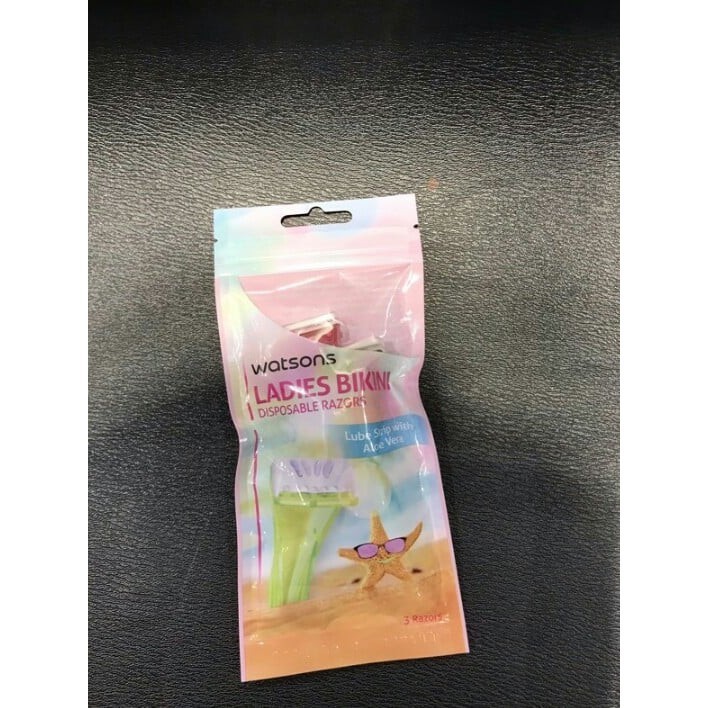 watsons
LADIES BIKINI
DISPOSABLE RAZORS
Lube Strip with
Aloe Vera
3 Razors